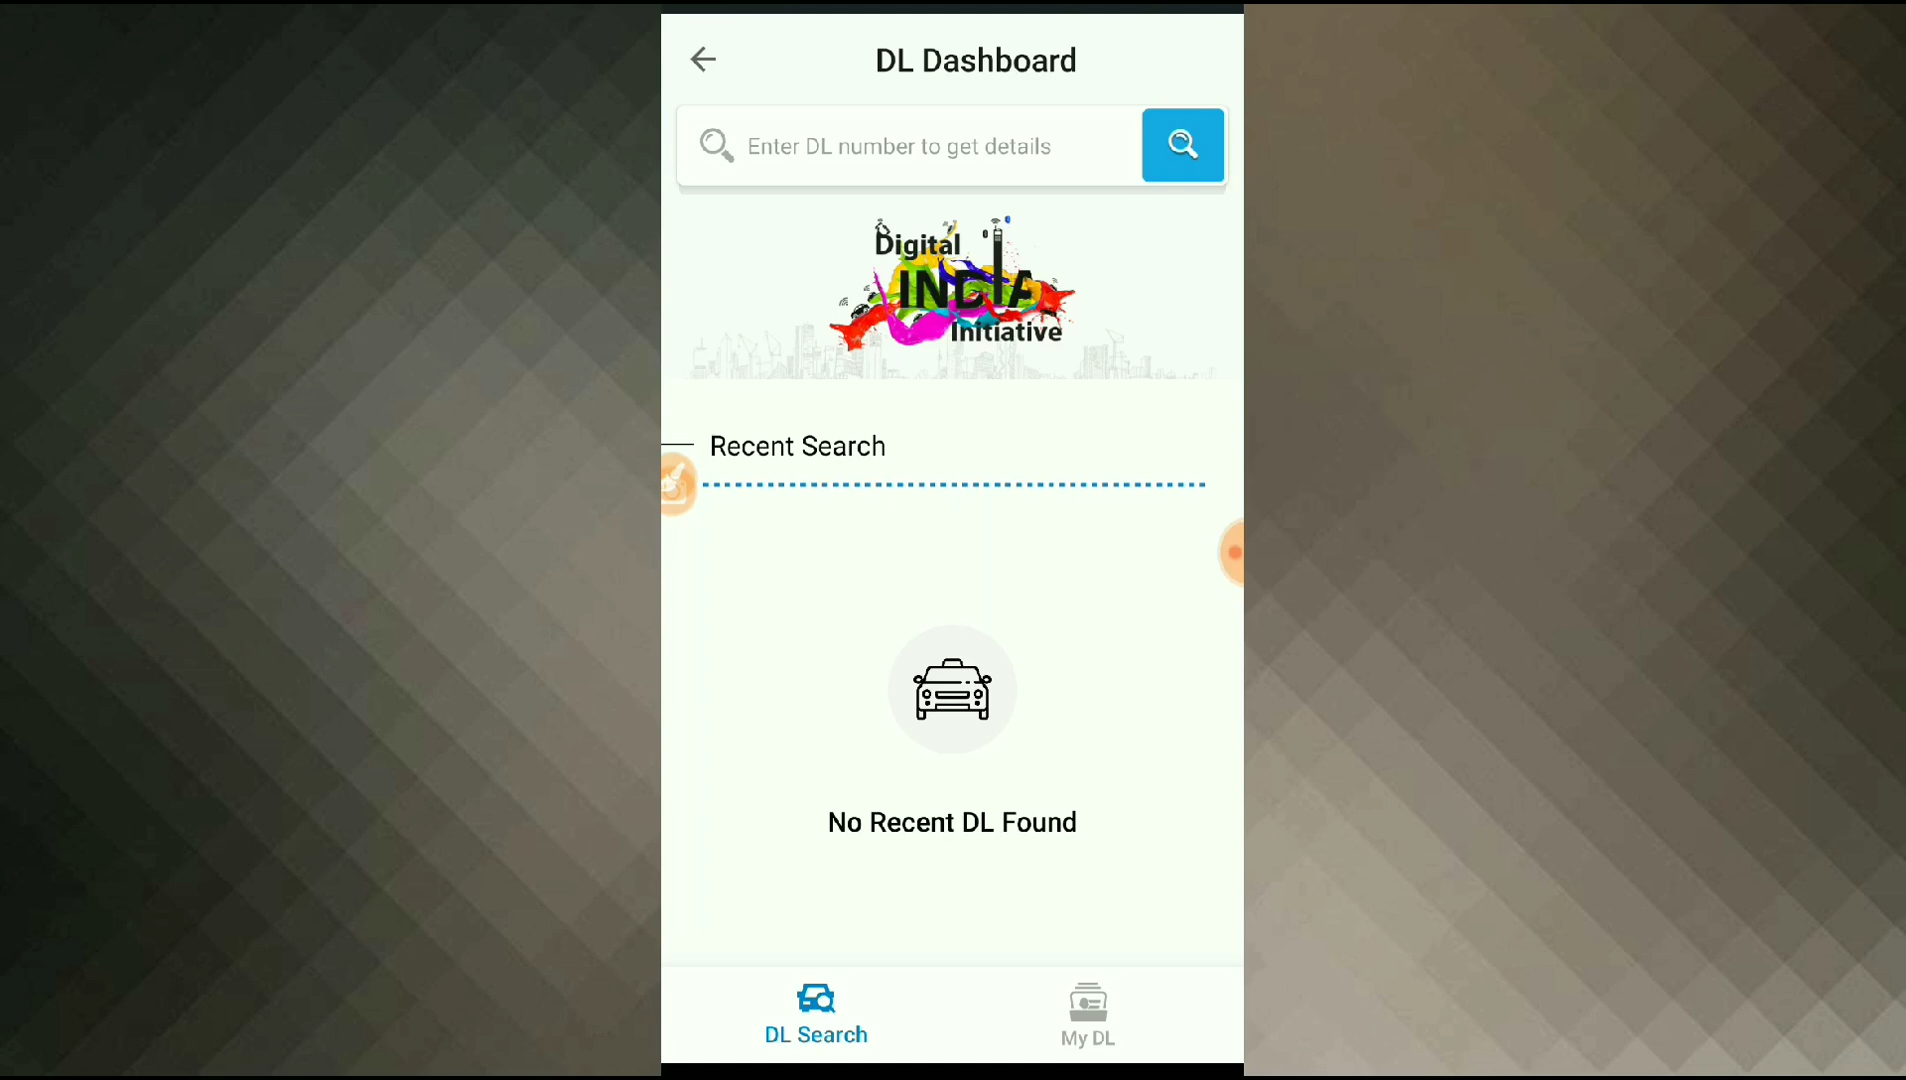 DL Dashboard
Enter DL number to get details
Digital
INDIA
Initiative
Recent Search
No Recent DL Found
DL Search
My DL